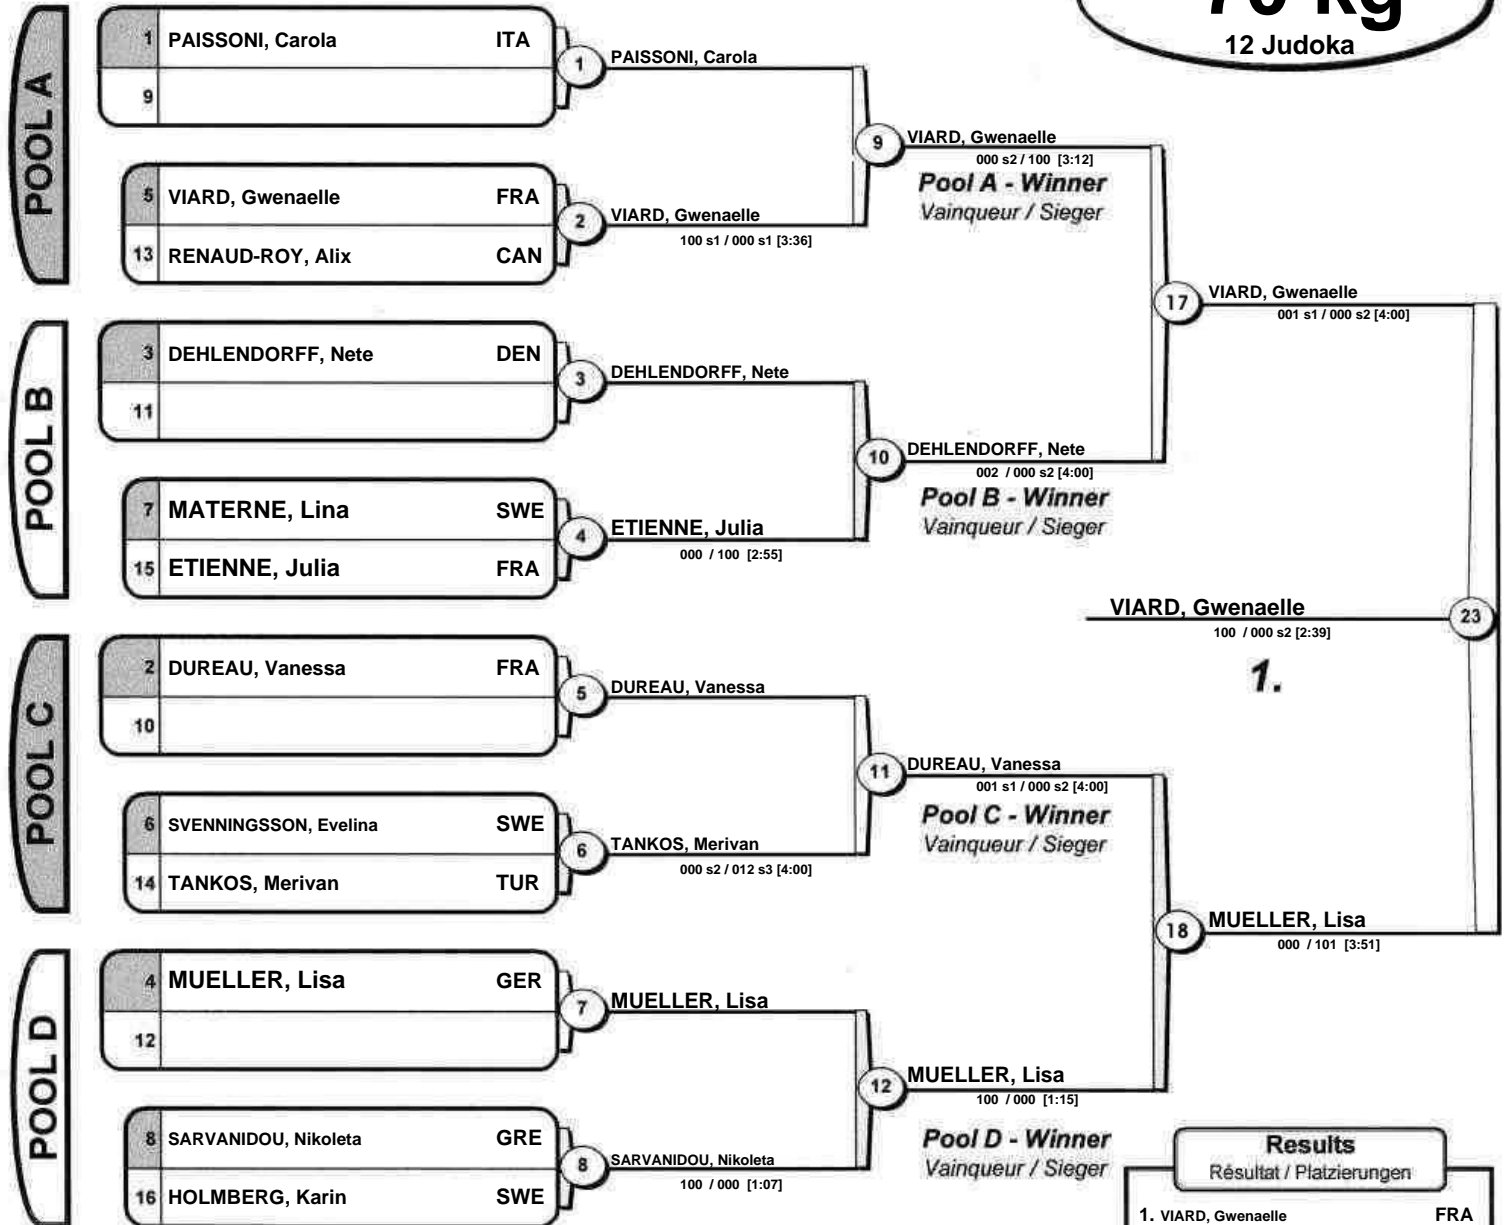 70 kg
12 Judoka
POOL A
1 PAISSONI, Carola ITA
9
1 PAISSONI, Carola
5 VIARD, Gwenaelle FRA
13 RENAUD-ROY, Alix CAN
2 VIARD, Gwenaelle
100 s1 / 000 s1 [3:36]
9 VIARD, Gwenaelle
000 s2 / 100 [3:12]
Pool A - Winner
Vainqueur / Sieger
POOL B
3 DEHLENDORFF, Nete DEN
11
3 DEHLENDORFF, Nete
7 MATERNE, Lina SWE
15 ETIENNE, Julia FRA
4 ETIENNE, Julia
000 / 100 [2:55]
10 DEHLENDORFF, Nete
002 / 000 s2 [4:00]
Pool B - Winner
Vainqueur / Sieger
17 VIARD, Gwenaelle
001 s1 / 000 s2 [4:00]
VIARD, Gwenaelle 23
100 / 000 s2 [2:39]
1.
POOL C
2 DUREAU, Vanessa FRA
10
5 DUREAU, Vanessa
6 SVENNINGSSON, Evelina SWE
14 TANKOS, Merivan TUR
6 TANKOS, Merivan
000 s2 / 012 s3 [4:00]
11 DUREAU, Vanessa
001 s1 / 000 s2 [4:00]
Pool C - Winner
Vainqueur / Sieger
POOL D
4 MUELLER, Lisa GER
12
7 MUELLER, Lisa
8 SARVANIDOU, Nikoleta GRE
16 HOLMBERG, Karin SWE
8 SARVANIDOU, Nikoleta
100 / 000 [1:07]
12 MUELLER, Lisa
100 / 000 [1:15]
Pool D - Winner
Vainqueur / Sieger
18 MUELLER, Lisa
000 / 101 [3:51]
Results
Résultat / Platzierungen
1. VIARD, Gwenaelle FRA